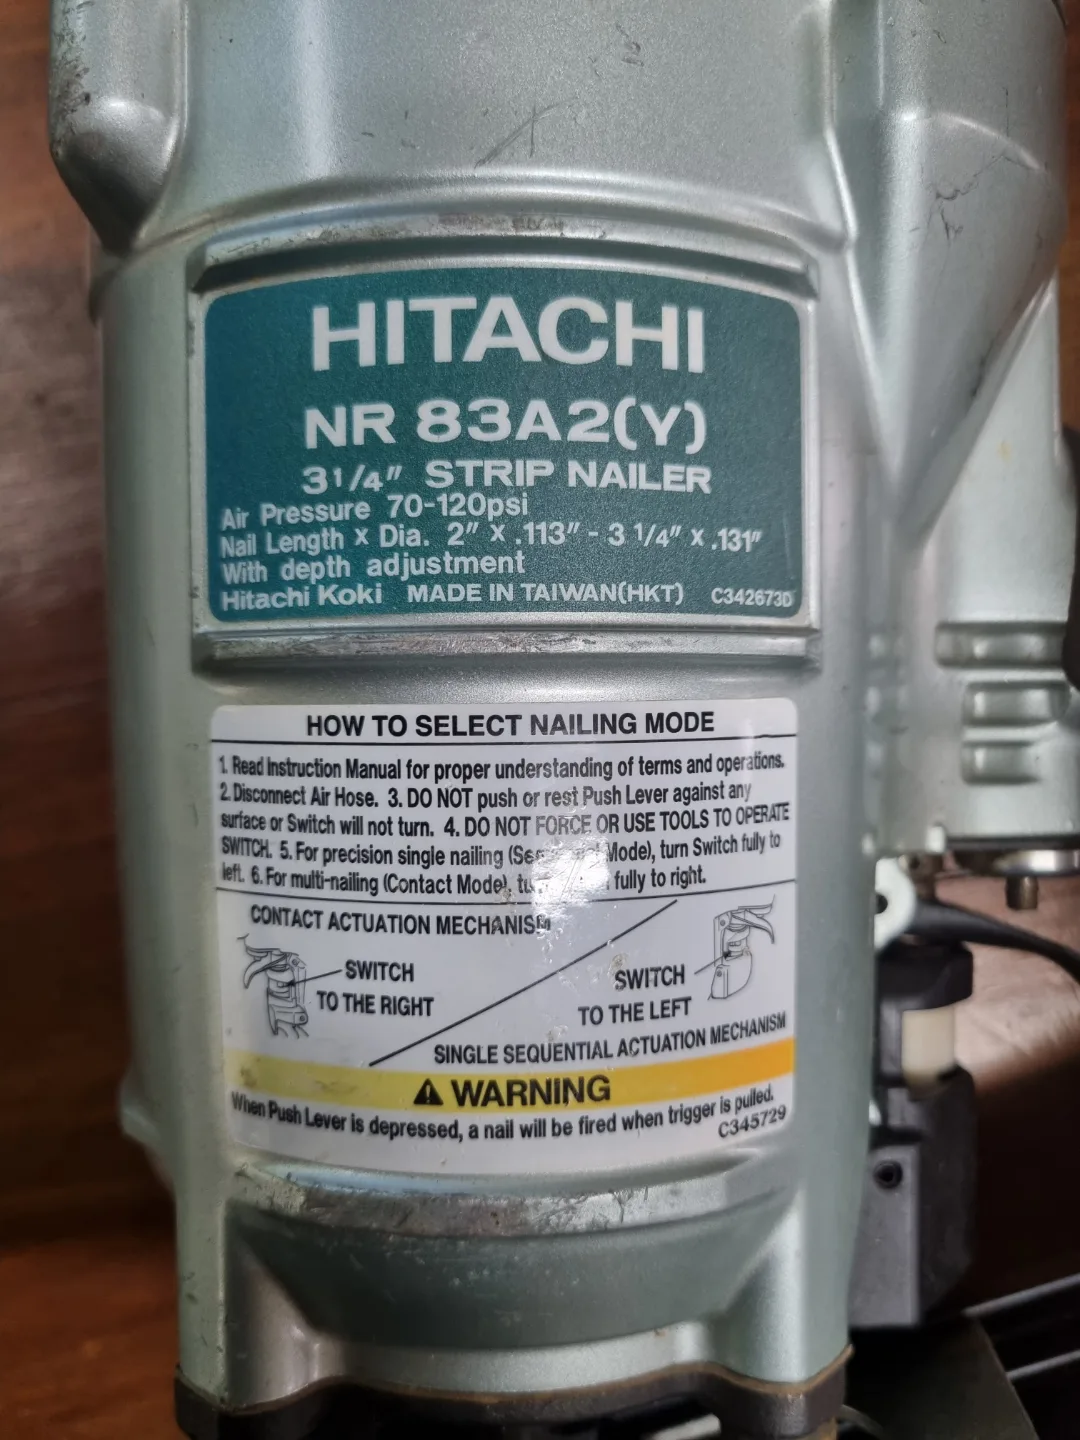 HITACHI
NR 83A2(Y)
3 1/4" STRIP NAILER
Air Pressure 70-120psi
Nail Length x Dia. 2" x .113" - 3 1/4" x .131"
With depth adjustment
Hitachi Koki MADE IN TAIWAN(HKT) C342673D
HOW TO SELECT NAILING MODE
1. Read Instruction Manual for proper understanding of terms and operations.
2. Disconnect Air Hose. 3. DO NOT push or rest Push Lever against any
surface or Switch will not turn. 4. DO NOT FORCE OR USE TOOLS TO OPERATE
SWITCH. 5. For precision single nailing Mode), turn Switch fully to
left. 6. For multi-nailing (Contact Mode), fully to right.
CONTACT ACTUATION MECHANISM
SWITCH
TO THE RIGHT
SWITCH
TO THE LEFT
SINGLE SEQUENTIAL ACTUATION MECHANISM
WARNING
When Push Lever is depressed, a nail will be fired when trigger is pulled.
C345729